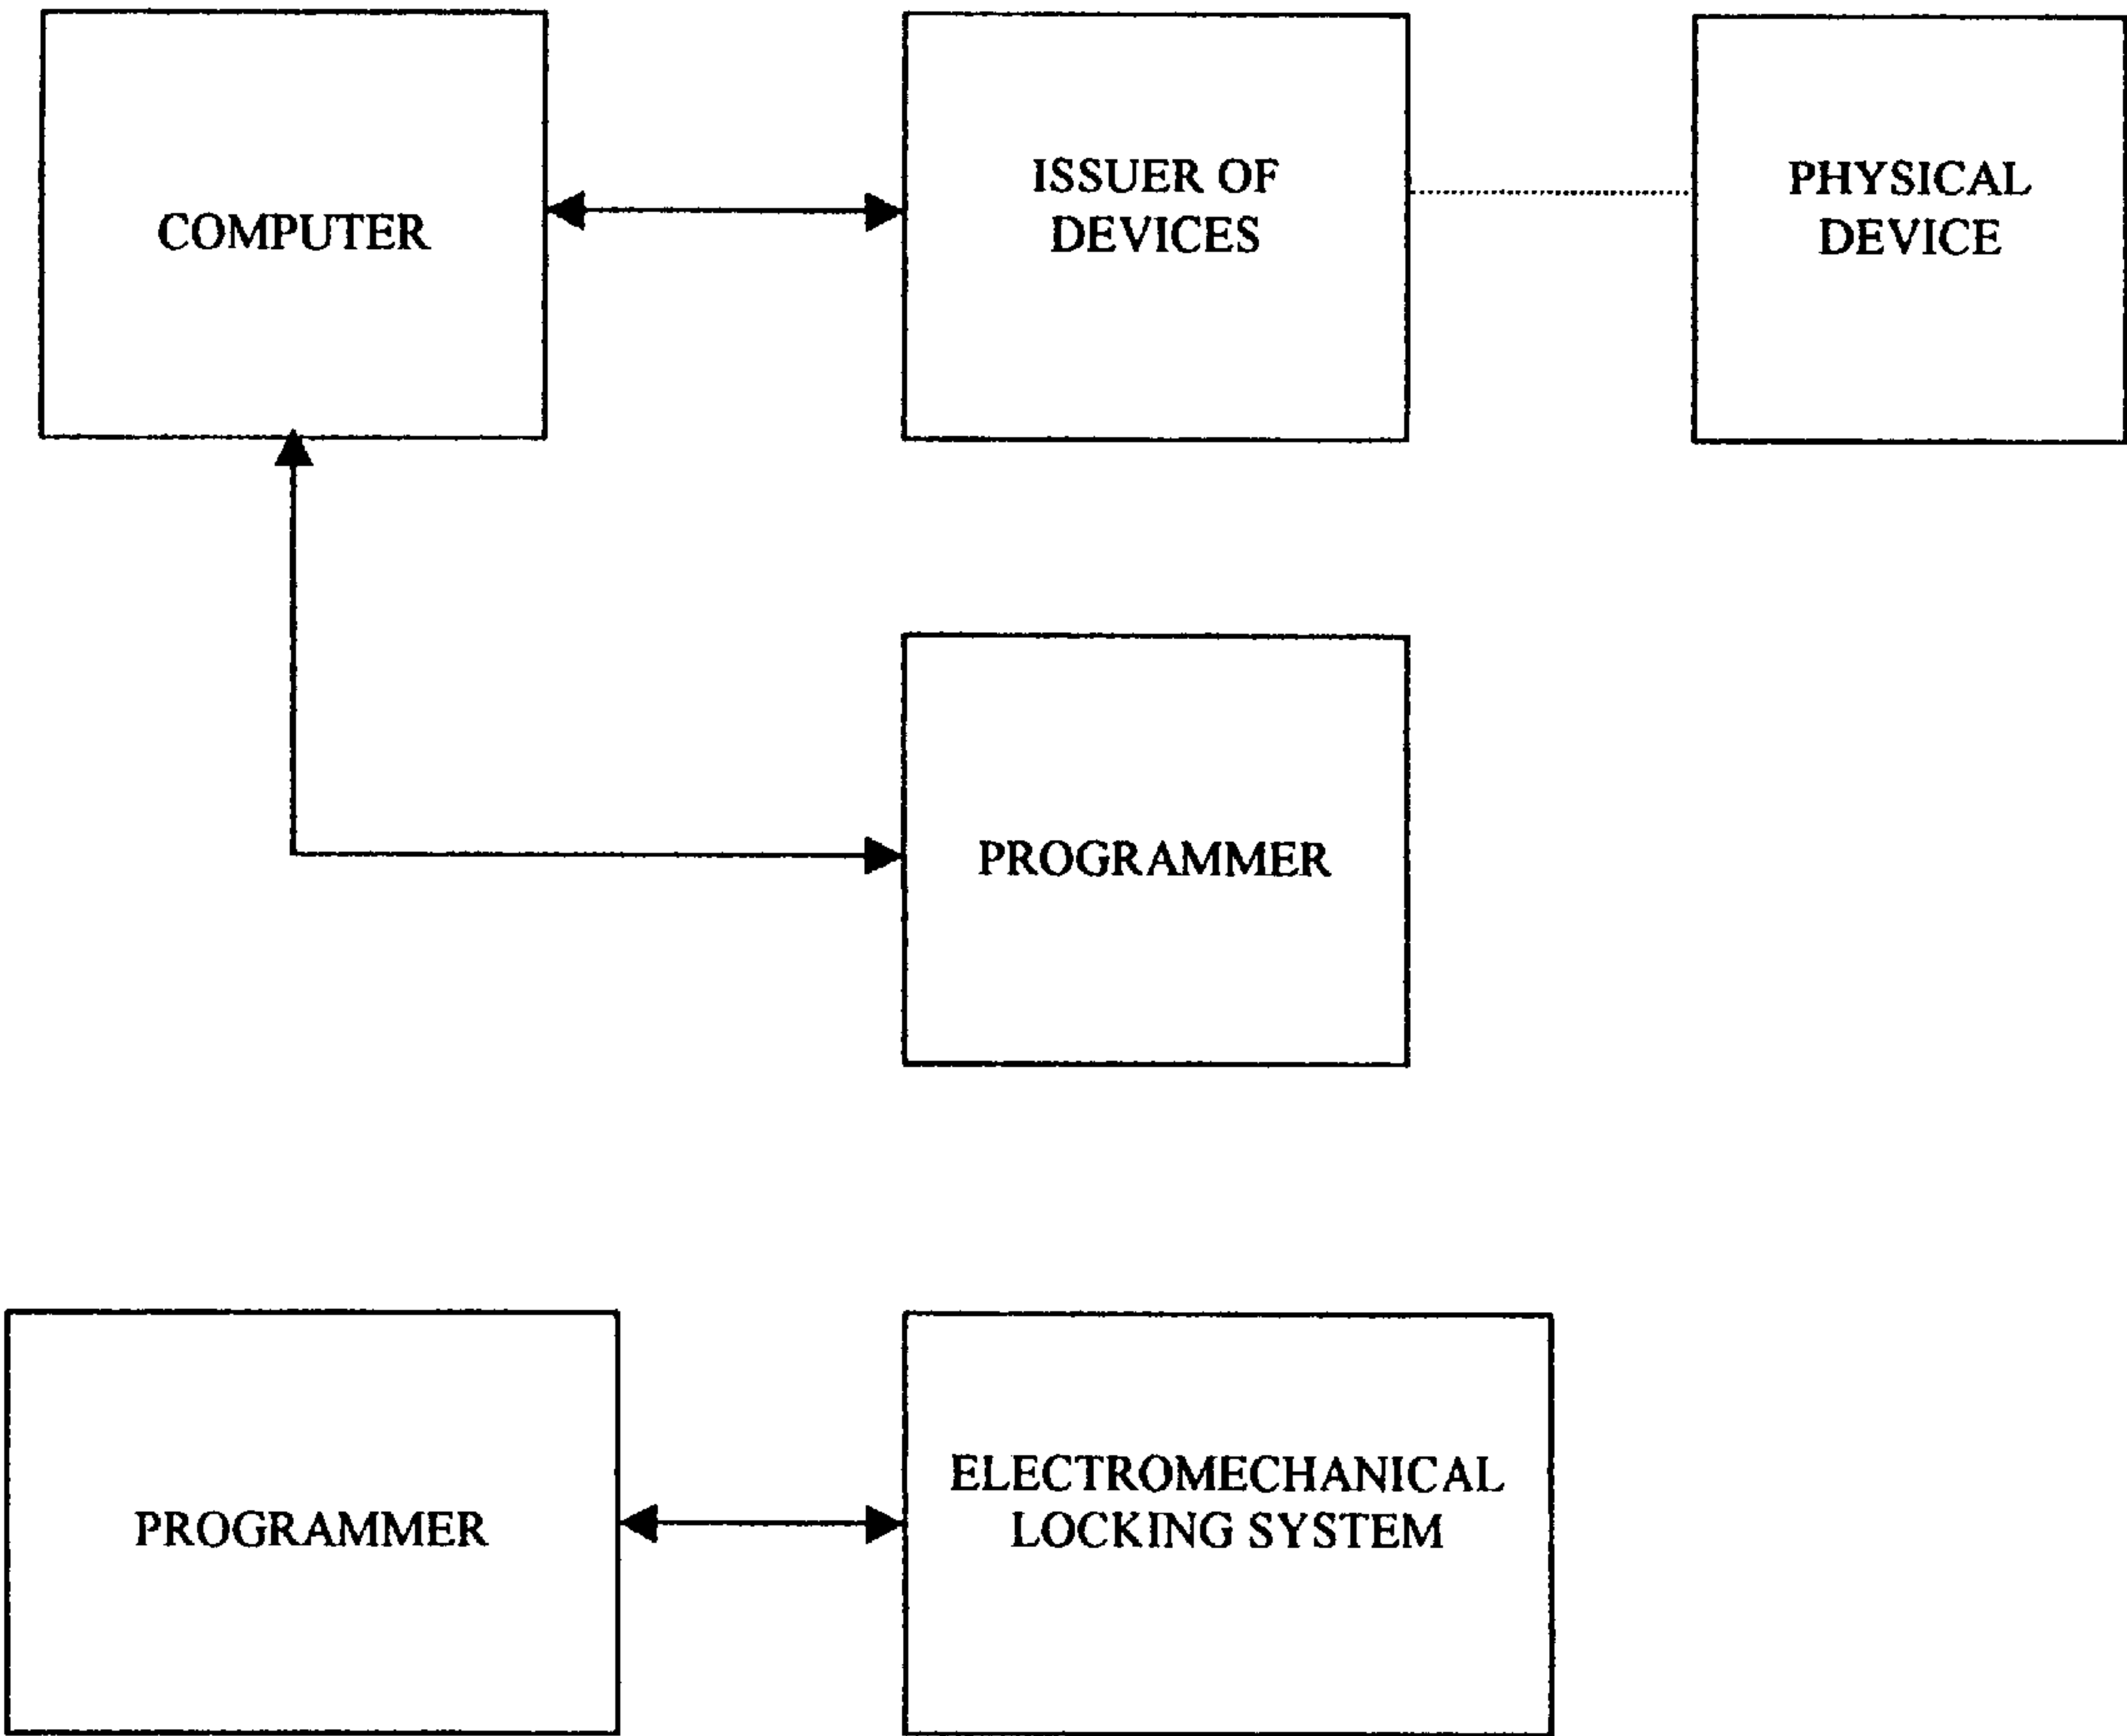 COMPUTER
ISSUER OF
DEVICES
PHYSICAL
DEVICE
PROGRAMMER
PROGRAMMER
ELECTROMECHANICAL
LOCKING SYSTEM